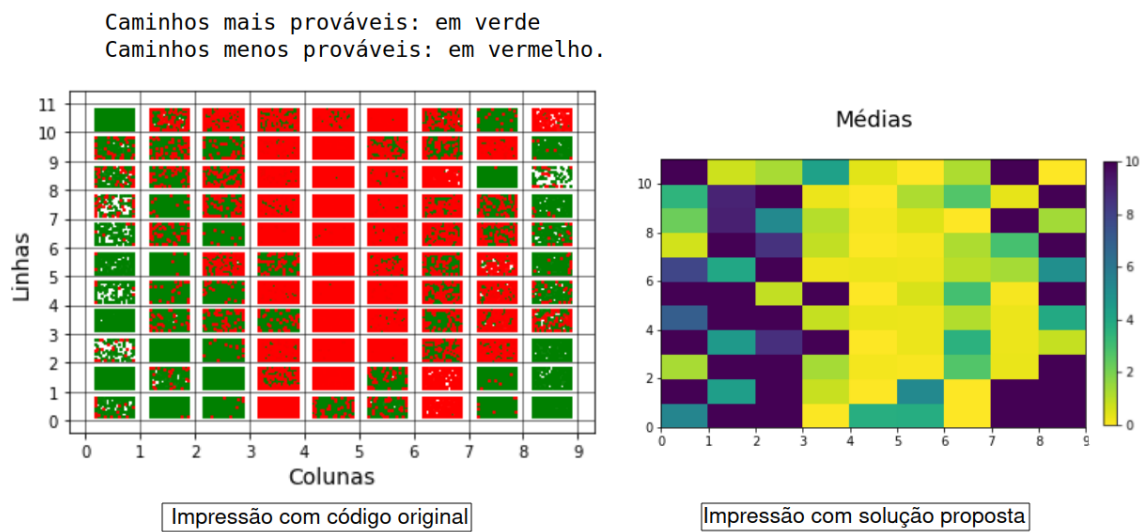 Caminhos mais prováveis: em verde
Caminhos menos prováveis: em vermelho.
11
10
9
8
7
6
5
4
3
2
1
0
Linhas
0 1 2 3 4 5 6 7 8 9
Colunas
Impressão com código original
Médias
10
8
6
4
2
0
0 1 2 3 4 5 6 7 8 9
10
8
6
4
2
0
Impressão com solução proposta